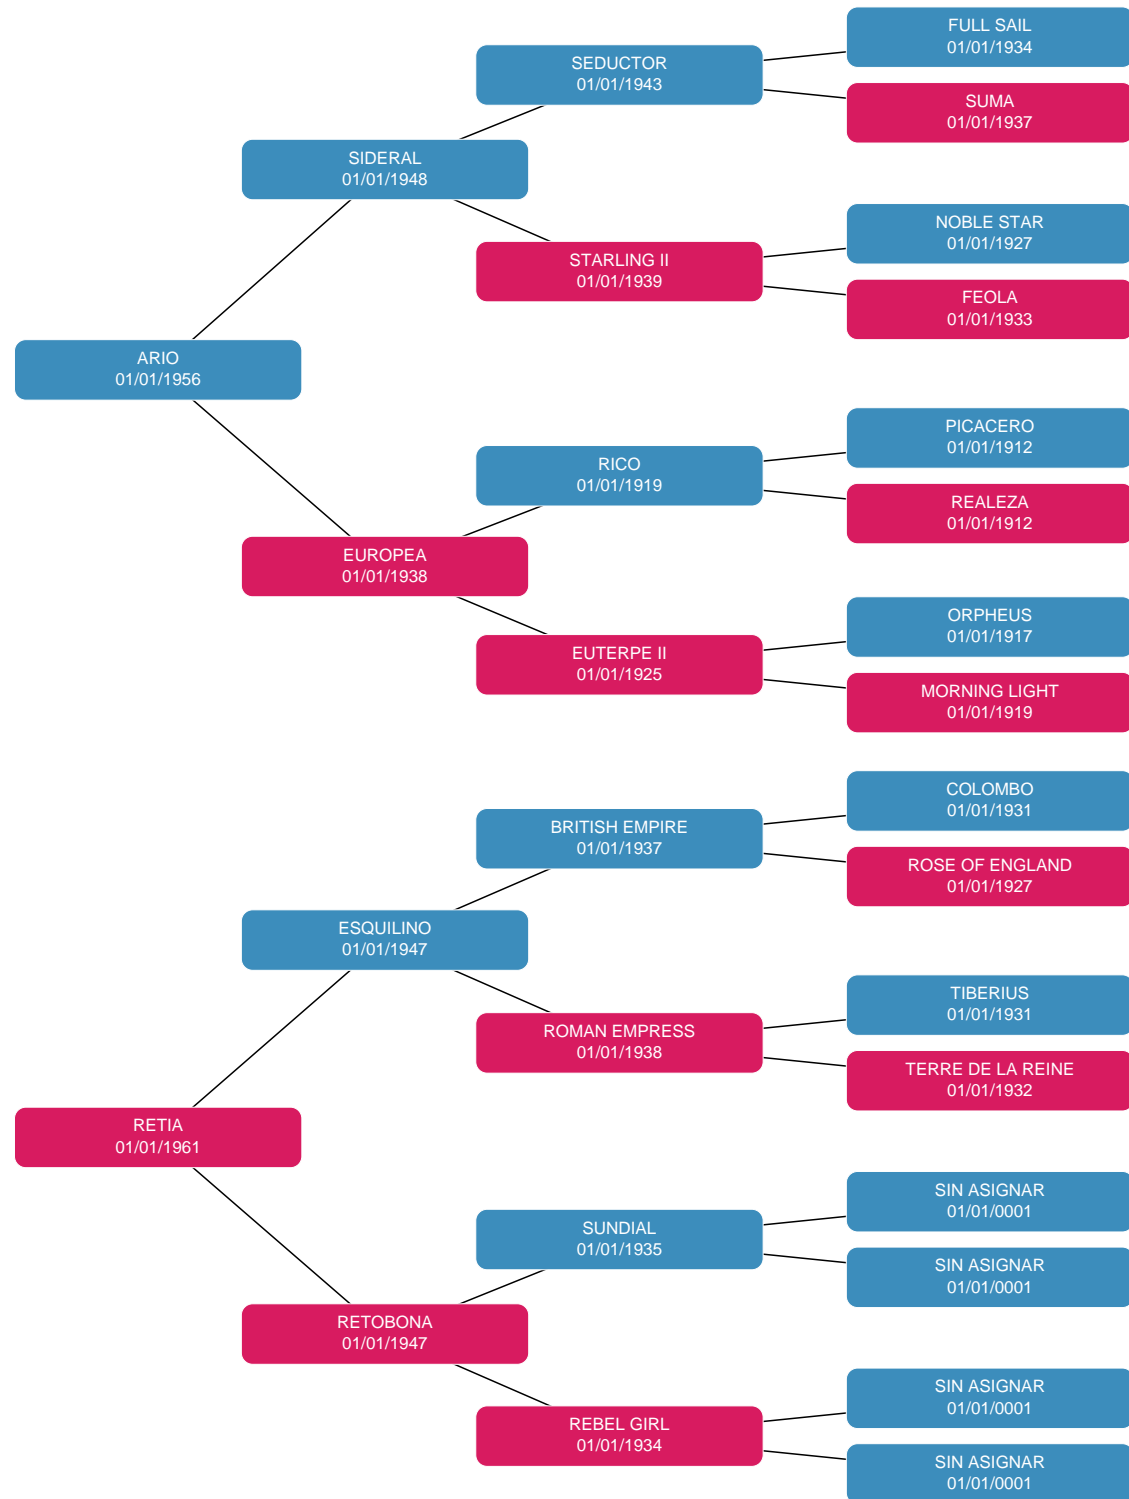 FULL SAIL
01/01/1934
SEDUCTOR
01/01/1943
SUMA
01/01/1937
SIDERAL
01/01/1948
NOBLE STAR
01/01/1927
STARLING II
01/01/1939
FEOLA
01/01/1933
ARIO
01/01/1956
PICACERO
01/01/1912
RICO
01/01/1919
REALEZA
01/01/1912
EUROPEA
01/01/1938
ORPHEUS
01/01/1917
EUTERPE II
01/01/1925
MORNING LIGHT
01/01/1919
COLOMBO
01/01/1931
BRITISH EMPIRE
01/01/1937
ROSE OF ENGLAND
01/01/1927
ESQUILINO
01/01/1947
TIBERIUS
01/01/1931
ROMAN EMPRESS
01/01/1938
TERRE DE LA REINE
01/01/1932
RETIA
01/01/1961
SIN ASIGNAR
01/01/0001
SUNDIAL
01/01/1935
SIN ASIGNAR
01/01/0001
RETOBONA
01/01/1947
SIN ASIGNAR
01/01/0001
REBEL GIRL
01/01/1934
SIN ASIGNAR
01/01/0001